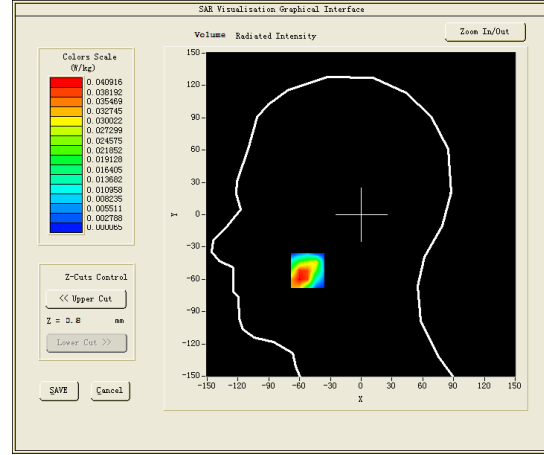 SAR Visualisation Graphical Interface
Volume Radiated Intensity
Zoom In/Out
Colors Scale
(W/kg)
0.040916
0.038192
0.035469
0.032745
0.030022
0.027299
0.024575
0.021852
0.019128
0.016405
0.013682
0.010958
0.008235
0.005511
0.002788
0.000065
Z-Cuts Control
<< Upper Cut
Z = 0.8 mm
Lower Cut >>
SAVE
Cancel
150
120
90
60
30
0
-30
-60
-90
-120
-150
Y
-150 -120 -90 -60 -30 0 30 60 90 120 150
X